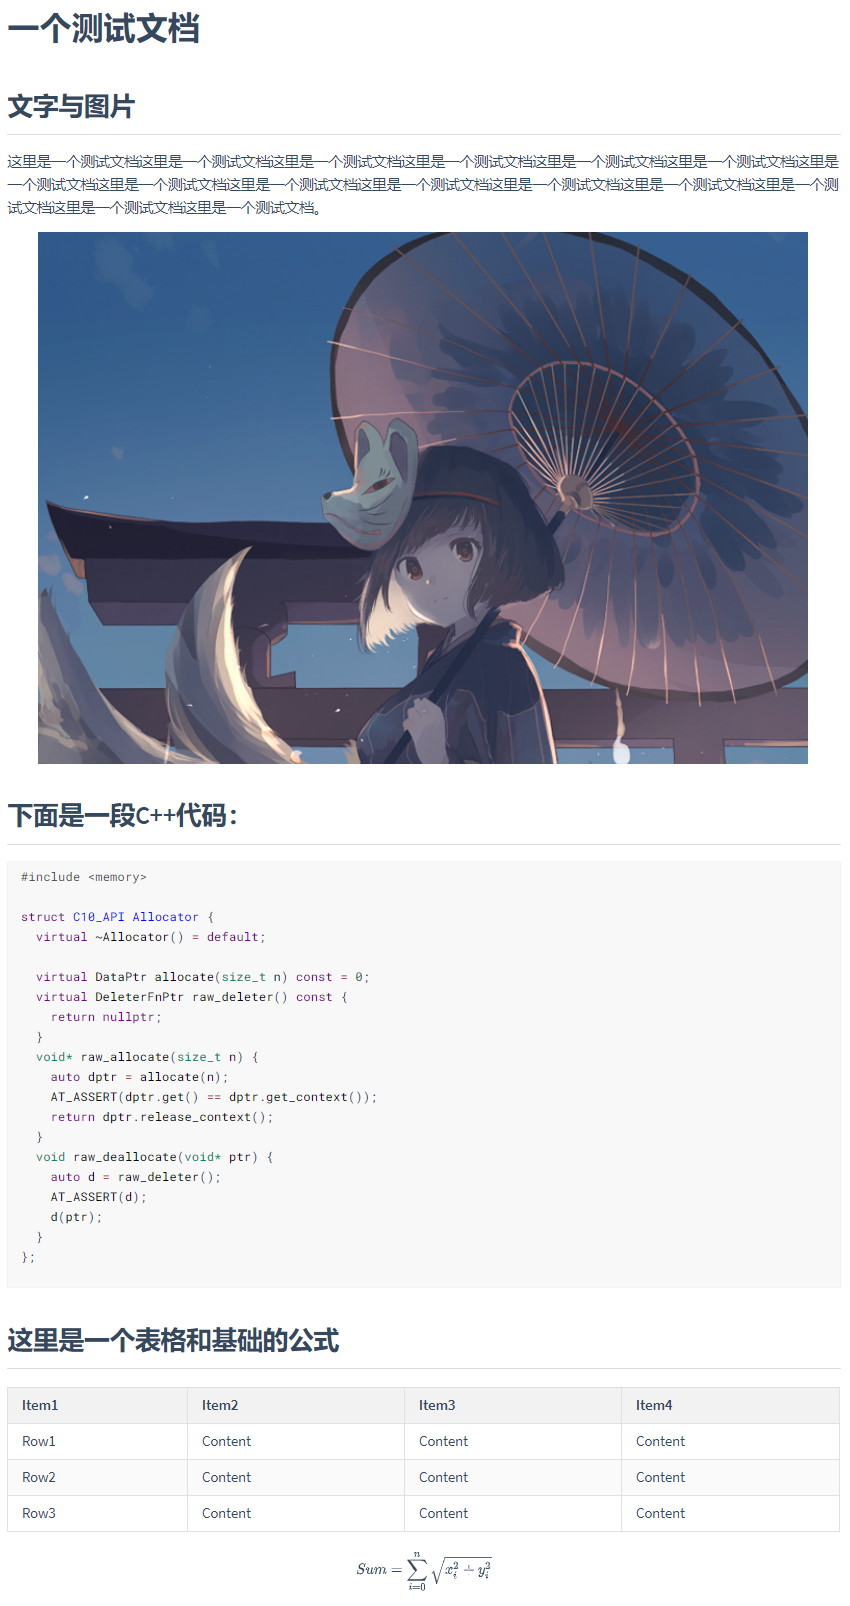 一个测试文档
文字与图片
这里是一个测试文档这里是一个测试文档这里是一个测试文档这里是一个测试文档这里是一个测试文档这里是一个测试文档这里是
一个测试文档这里是一个测试文档这里是一个测试文档这里是一个测试文档这里是一个测试文档这里是一个测试文档这里是一个测
试文档这里是一个测试文档这里是一个测试文档。
下面是一段C++代码：
#include <memory>
struct C10_API Allocator {
  virtual ~Allocator() = default;
  virtual DataPtr allocate(size_t n) const = 0;
  virtual DeleterFnPtr raw_deleter() const {
    return nullptr;
  }
  void* raw_allocate(size_t n) {
    auto dptr = allocate(n);
    AT_ASSERT(dptr.get() == dptr.get_context());
    return dptr.release_context();
  }
  void raw_deallocate(void* ptr) {
    auto d = raw_deleter();
    AT_ASSERT(d);
    d(ptr);
  }
};
这里是一个表格和基础的公式
Item1 Item2 Item3 Item4
Row1 Content Content Content
Row2 Content Content Content
Row3 Content Content Content
Sum = \sum_{i=0}^{n} \sqrt{x_i^2 + y_i^2}